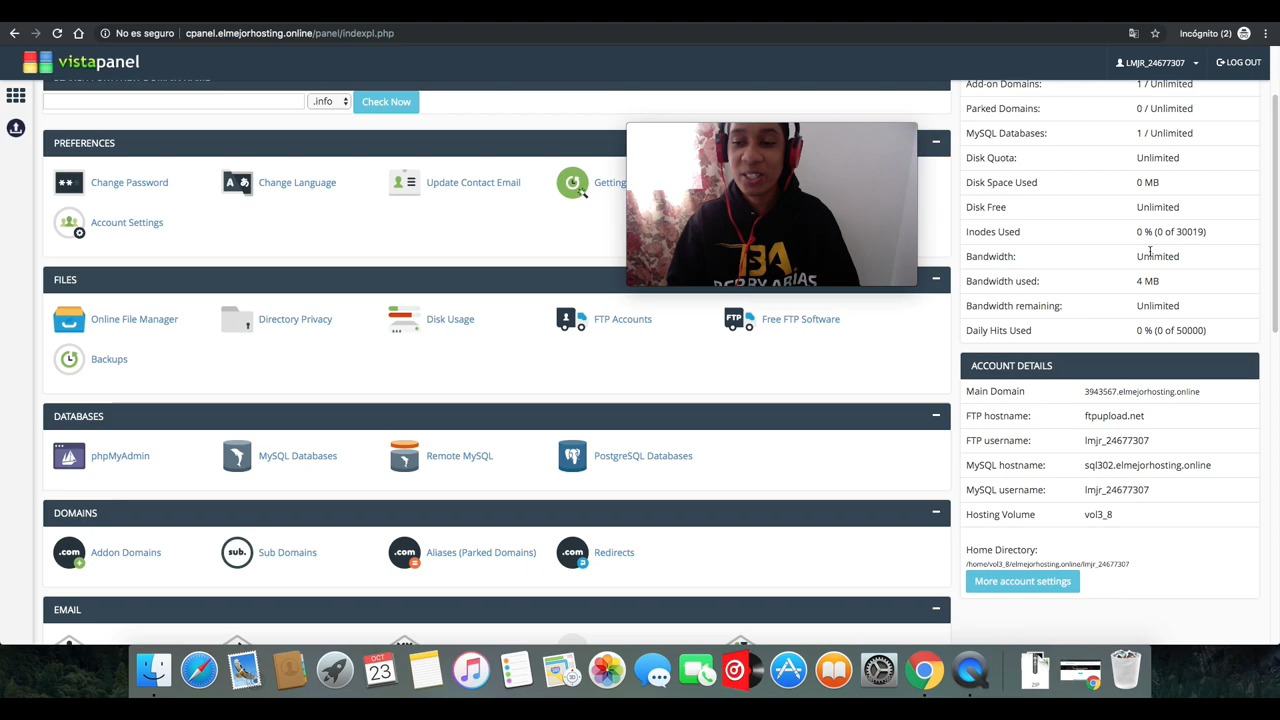 No es seguro cpanel.elmejorhosting.online/panel/indexpl.php Incógnito (2)
vistapanel LMJR_24677307 LOG OUT
.info Check Now
PREFERENCES
Change Password Change Language Update Contact Email Getting
Account Settings
FILES
Online File Manager Directory Privacy Disk Usage FTP Accounts Free FTP Software
Backups
DATABASES
phpMyAdmin MySQL Databases Remote MySQL PostgreSQL Databases
DOMAINS
Addon Domains Sub Domains Aliases (Parked Domains) Redirects
EMAIL
Add-on Domains: 1 / Unlimited
Parked Domains: 0 / Unlimited
MySQL Databases: 1 / Unlimited
Disk Quota: Unlimited
Disk Space Used 0 MB
Disk Free Unlimited
Inodes Used 0 % (0 of 30019)
Bandwidth: Unlimited
Bandwidth used: 4 MB
Bandwidth remaining: Unlimited
Daily Hits Used 0 % (0 of 50000)
ACCOUNT DETAILS
Main Domain 3943567.elmejorhosting.online
FTP hostname: ftpupload.net
FTP username: lmjr_24677307
MySQL hostname: sql302.elmejorhosting.online
MySQL username: lmjr_24677307
Hosting Volume vol3_8
Home Directory:
/home/vol3_8/elmejorhosting.online/lmjr_24677307
More account settings
OCT
23
ZIP